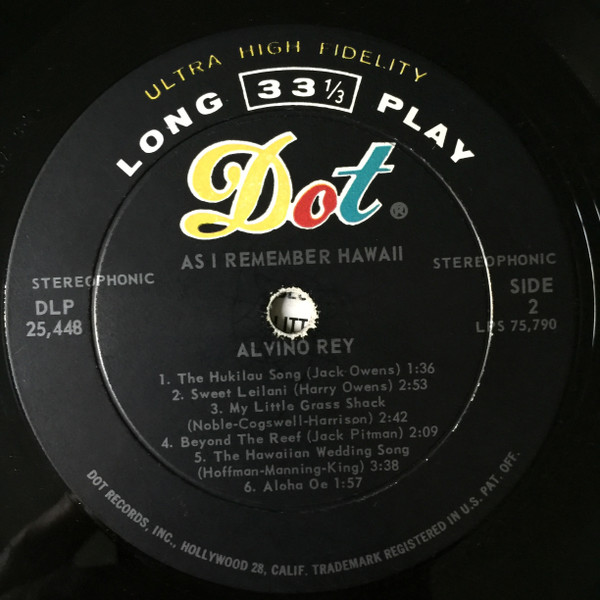 ULTRA HIGH FIDELITY
LONG 33 1/3 PLAY
Dot ®
AS I REMEMBER HAWAII
STEREOPHONIC
DLP
25,448
STEREOPHONIC
SIDE
2
LRS 75,790
ALVINO REY
1. The Hukilau Song (Jack Owens) 1:36
2. Sweet Leilani (Harry Owens) 2:53
3. My Little Grass Shack
(Noble-Cogswell-Harrison) 2:42
4. Beyond The Reef (Jack Pitman) 2:09
5. The Hawaiian Wedding Song
(Hoffman-Manning-King) 3:38
6. Aloha Oe 1:57
DOT RECORDS, INC., HOLLYWOOD 28, CALIF. TRADEMARK REGISTERED IN U.S. PAT. OFF.